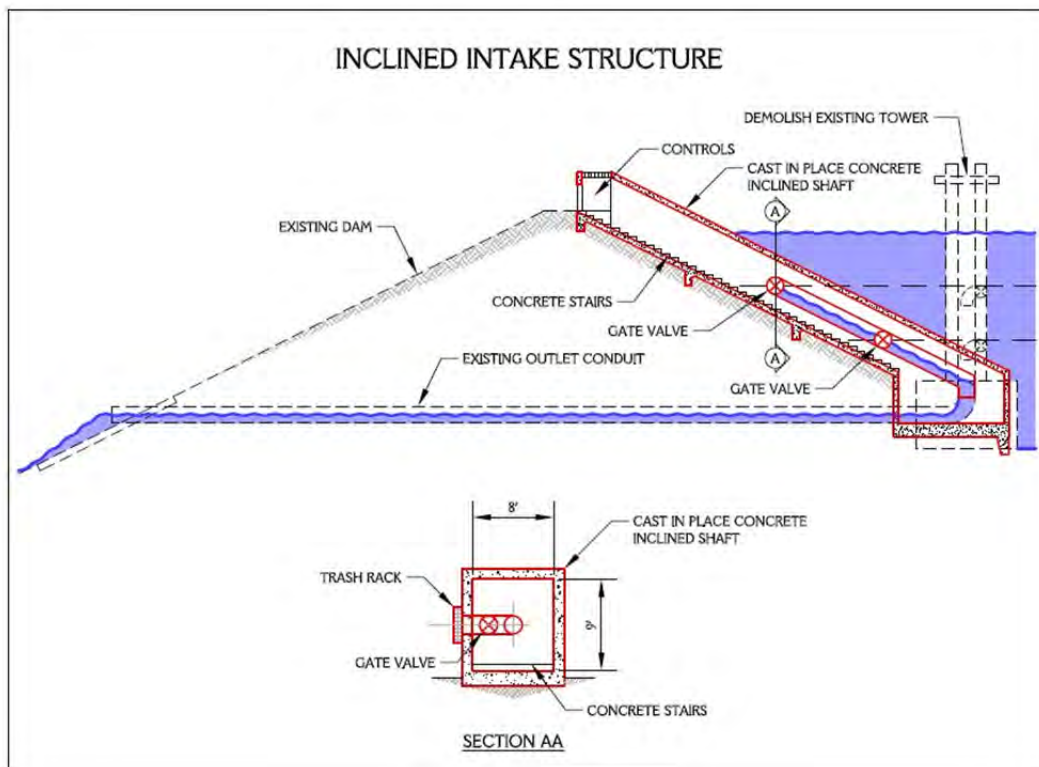 INCLINED INTAKE STRUCTURE
DEMOLISH EXISTING TOWER
CONTROLS
CAST IN PLACE CONCRETE
INCLINED SHAFT
A
EXISTING DAM
CONCRETE STAIRS
GATE VALVE
A
EXISTING OUTLET CONDUIT
GATE VALVE
8'
CAST IN PLACE CONCRETE
INCLINED SHAFT
TRASH RACK
9'
GATE VALVE
CONCRETE STAIRS
SECTION AA